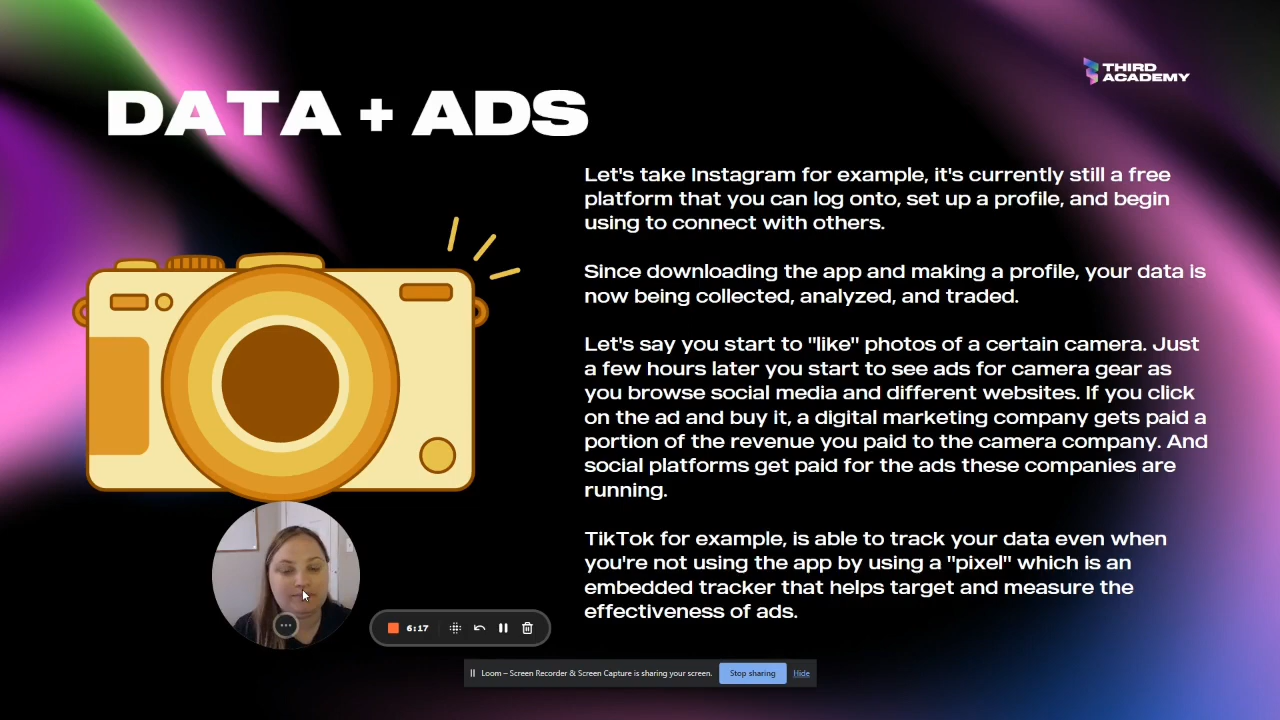 THIRD
ACADEMY
DATA + ADS
Let's take Instagram for example, it's currently still a free
platform that you can log onto, set up a profile, and begin
using to connect with others.
Since downloading the app and making a profile, your data is
now being collected, analyzed, and traded.
Let's say you start to "like" photos of a certain camera. Just
a few hours later you start to see ads for camera gear as
you browse social media and different websites. If you click
on the ad and buy it, a digital marketing company gets paid a
portion of the revenue you paid to the camera company. And
social platforms get paid for the ads these companies are
running.
TikTok for example, is able to track your data even when
you're not using the app by using a "pixel" which is an
embedded tracker that helps target and measure the
effectiveness of ads.
6:17
Loom – Screen Recorder & Screen Capture is sharing your screen. Stop sharing Hide